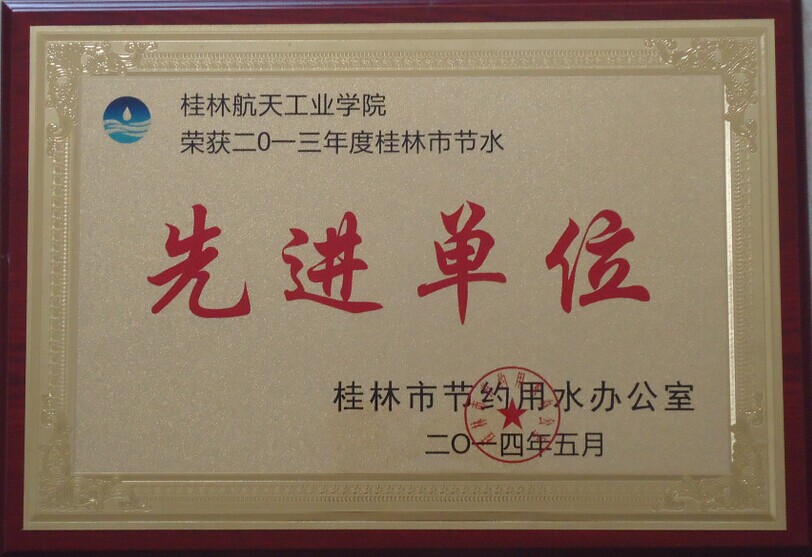 桂林航天工业学院
荣获二0一三年度桂林市节水
先进单位
桂林市节约用水办公室
二O一四年五月